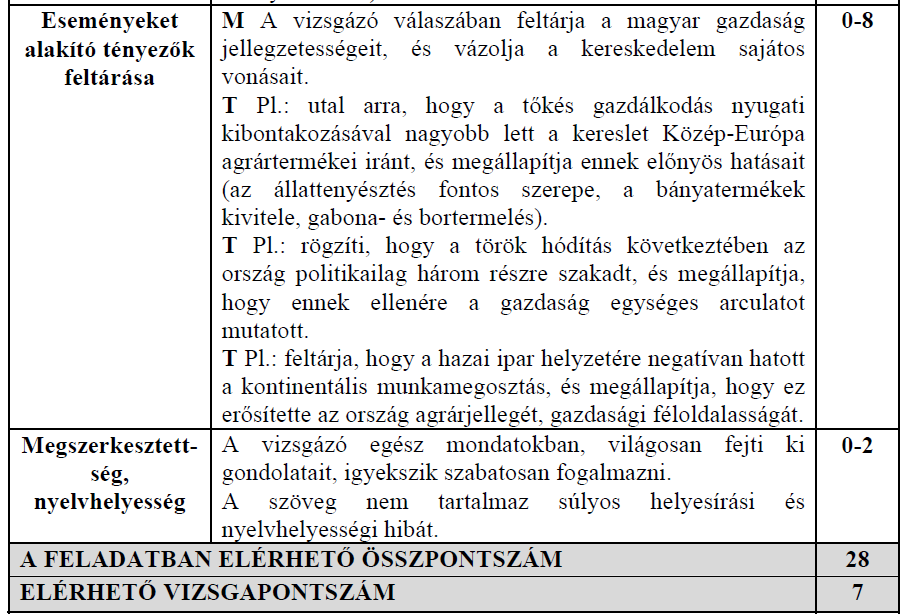 Eseményeket
alakító tényezők
feltárása
M A vizsgázó válaszában feltárja a magyar gazdaság
jellegzetességeit, és vázolja a kereskedelem sajátos
vonásait.
T Pl.: utal arra, hogy a tőkés gazdálkodás nyugati
kibontakozásával nagyobb lett a kereslet Közép-Európa
agrártermékei iránt, és megállapítja ennek előnyös hatásait
(az állattenyésztés fontos szerepe, a bányatermékek
kivitele, gabona- és bortermelés).
T Pl.: rögzíti, hogy a török hódítás következtében az
ország politikailag három részre szakadt, és megállapítja,
hogy ennek ellenére a gazdaság egységes arculatot
mutatott.
T Pl.: feltárja, hogy a hazai ipar helyzetére negatívan hatott
a kontinentális munkamegosztás, és megállapítja, hogy ez
erősítette az ország agrárjellegét, gazdasági féloldalasságát.
0-8
Megszerkesztett-
ség,
nyelvhelyesség
A vizsgázó egész mondatokban, világosan fejti ki
gondolatait, igyekszik szabatosan fogalmazni.
A szöveg nem tartalmaz súlyos helyesírási és
nyelvhelyességi hibát.
0-2
A FELADATBAN ELÉRHETŐ ÖSSZPONTSZÁM 28
ELÉRHETŐ VIZSGAPONTSZÁM 7